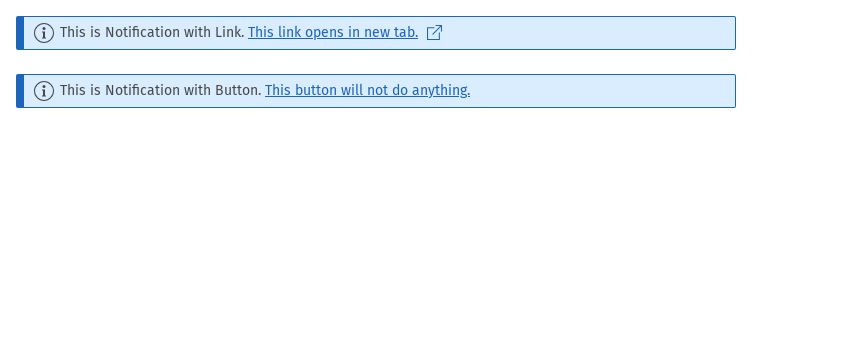 This is Notification with Link. This link opens in new tab.
This is Notification with Button. This button will not do anything.